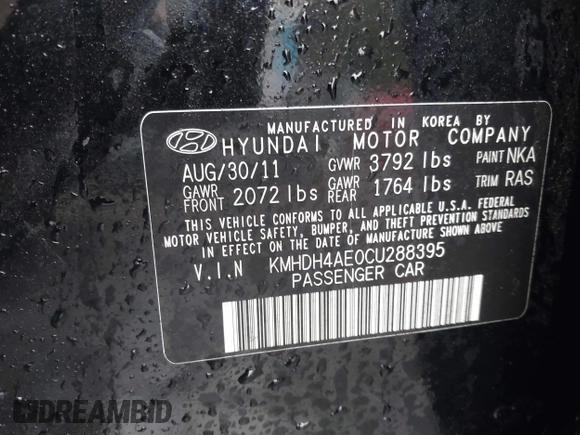 MANUFACTURED IN KOREA BY
HYUNDAI MOTOR COMPANY
AUG/30/11 GVWR 3792 lbs PAINT NKA
GAWR FRONT 2072 lbs GAWR REAR 1764 lbs TRIM RAS
THIS VEHICLE CONFORMS TO ALL APPLICABLE U.S.A. FEDERAL
MOTOR VEHICLE SAFETY, BUMPER, AND THEFT PREVENTION STANDARDS
IN EFFECT ON THE DATE OF MANUFACTURE SHOWN ABOVE.
V.I.N KMHDH4AE0CU288395
PASSENGER CAR
DREAMBID